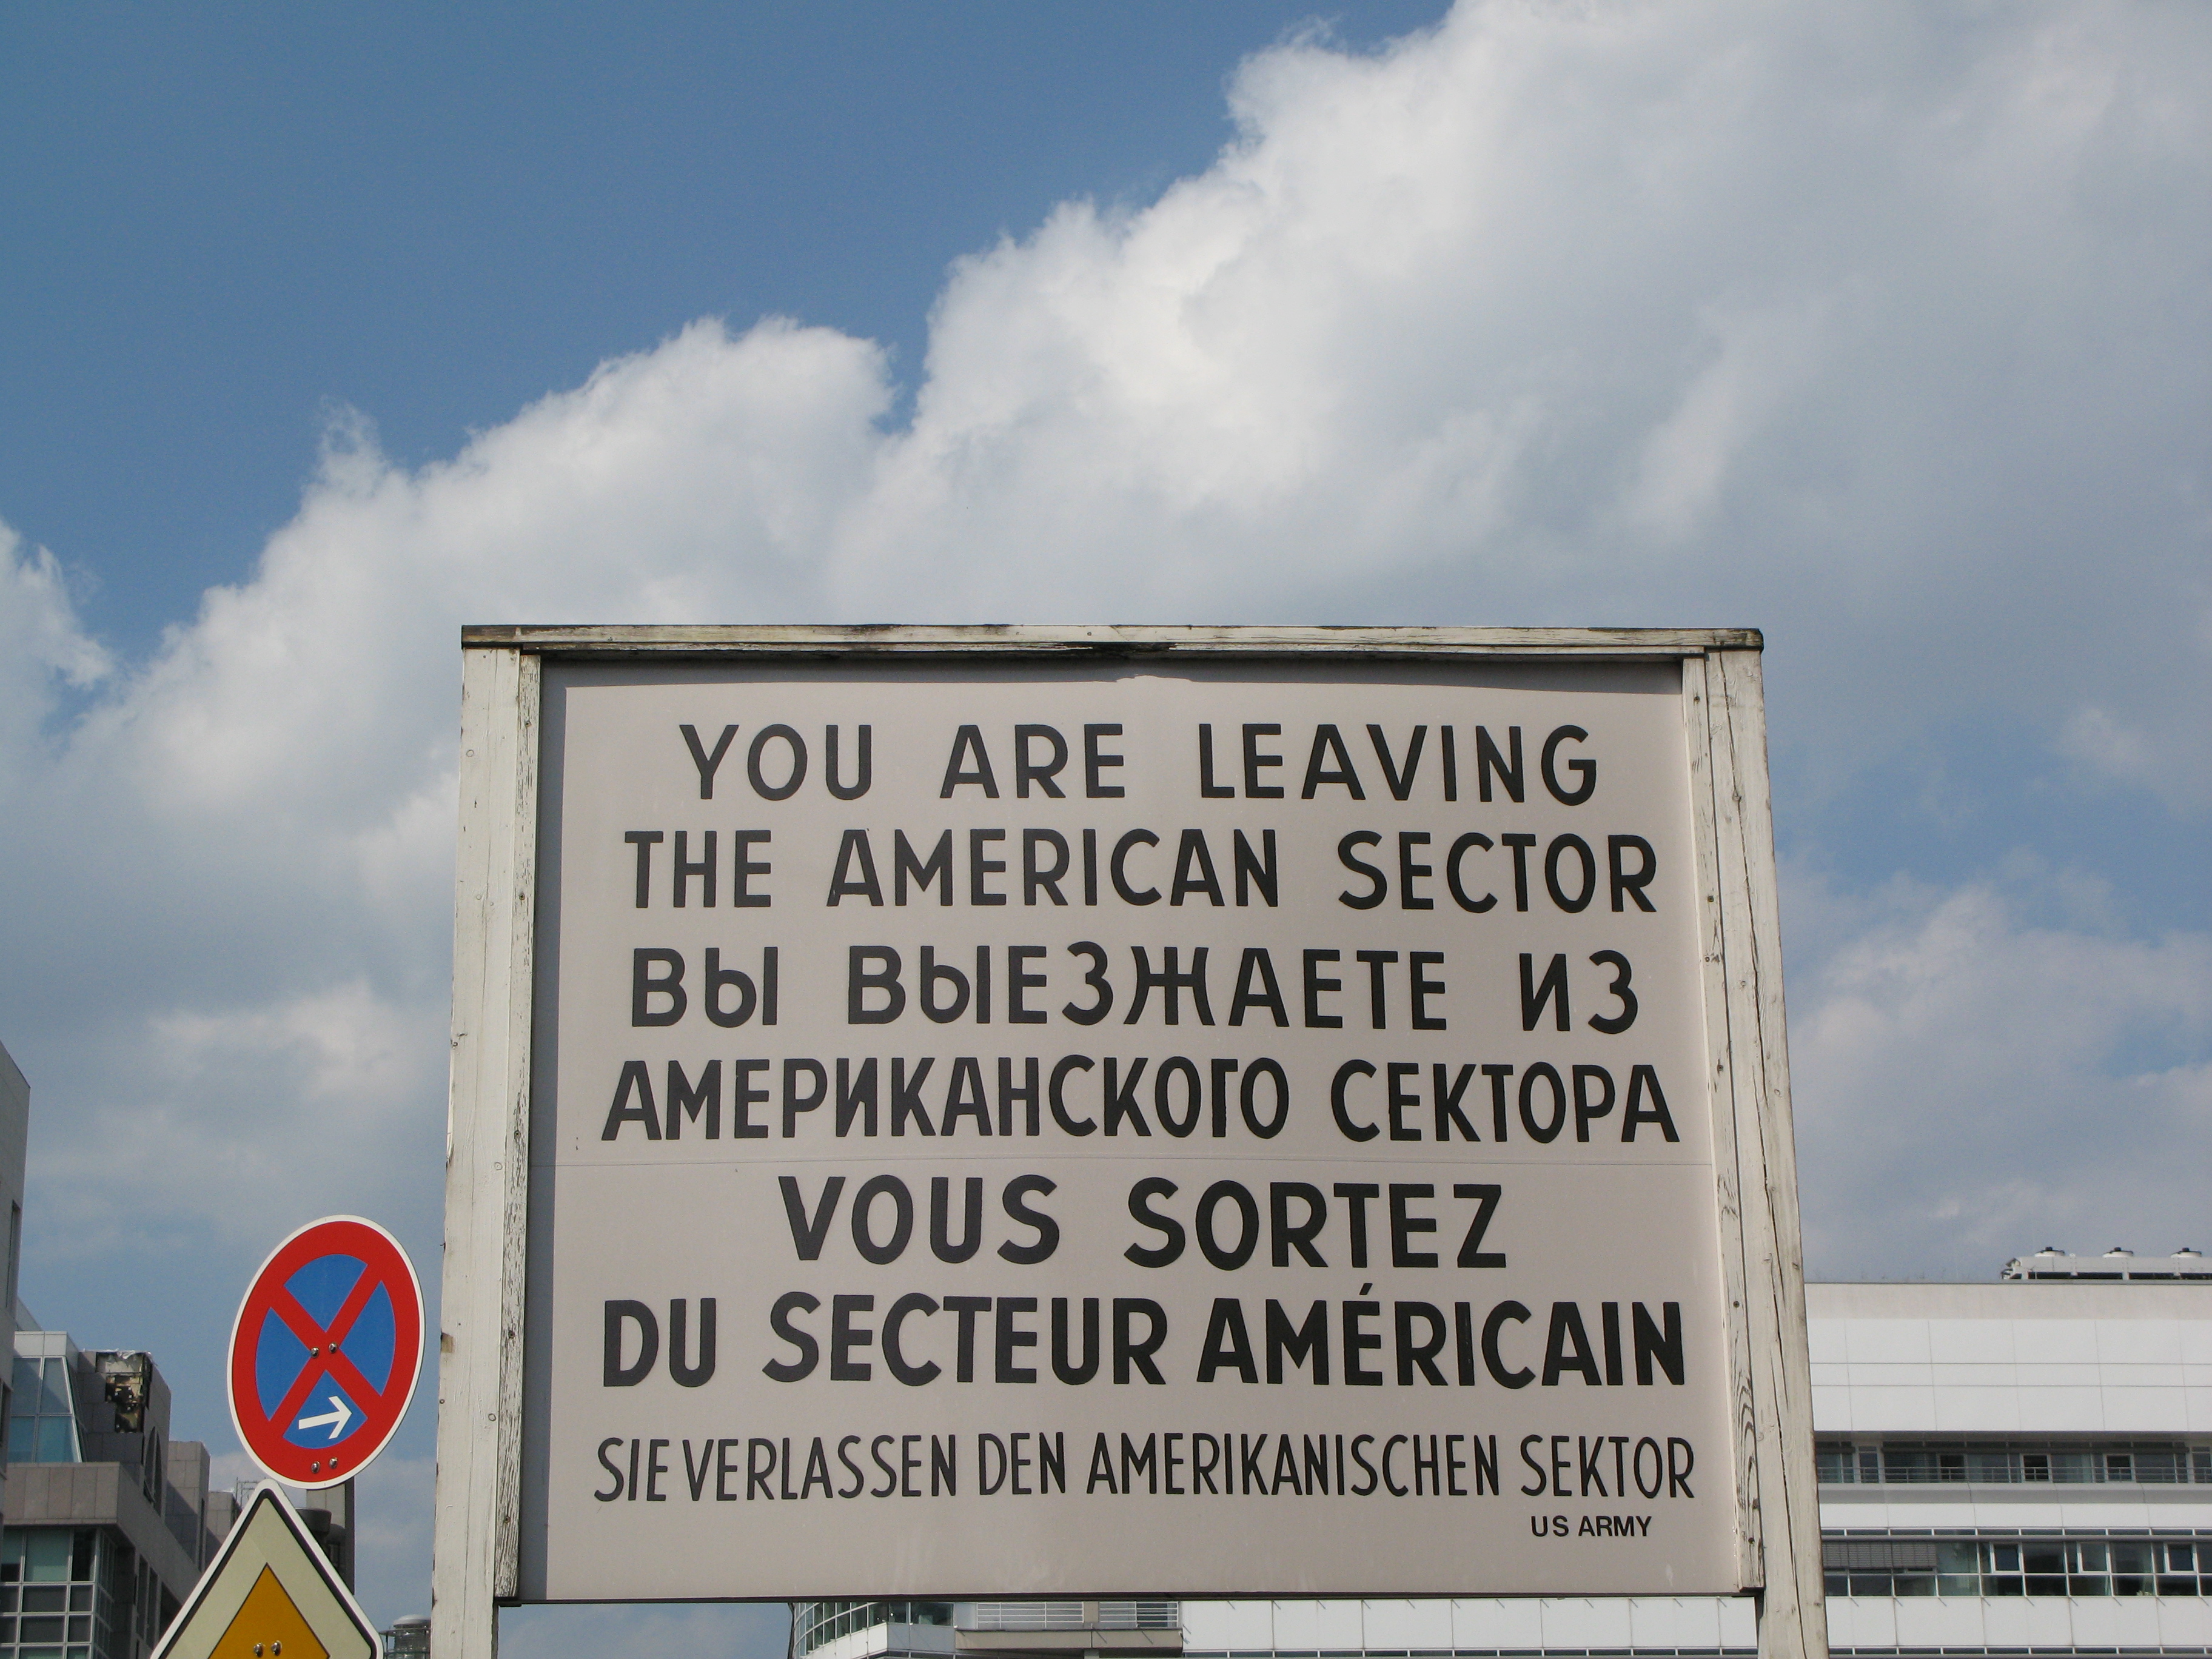 YOU ARE LEAVING
THE AMERICAN SECTOR
ВЫ ВЫЕЗЖАЕТЕ ИЗ
АМЕРИКАНСКОГО СЕКТОРА
VOUS SORTEZ
DU SECTEUR AMÉRICAIN
SIE VERLASSEN DEN AMERIKANISCHEN SEKTOR
US ARMY